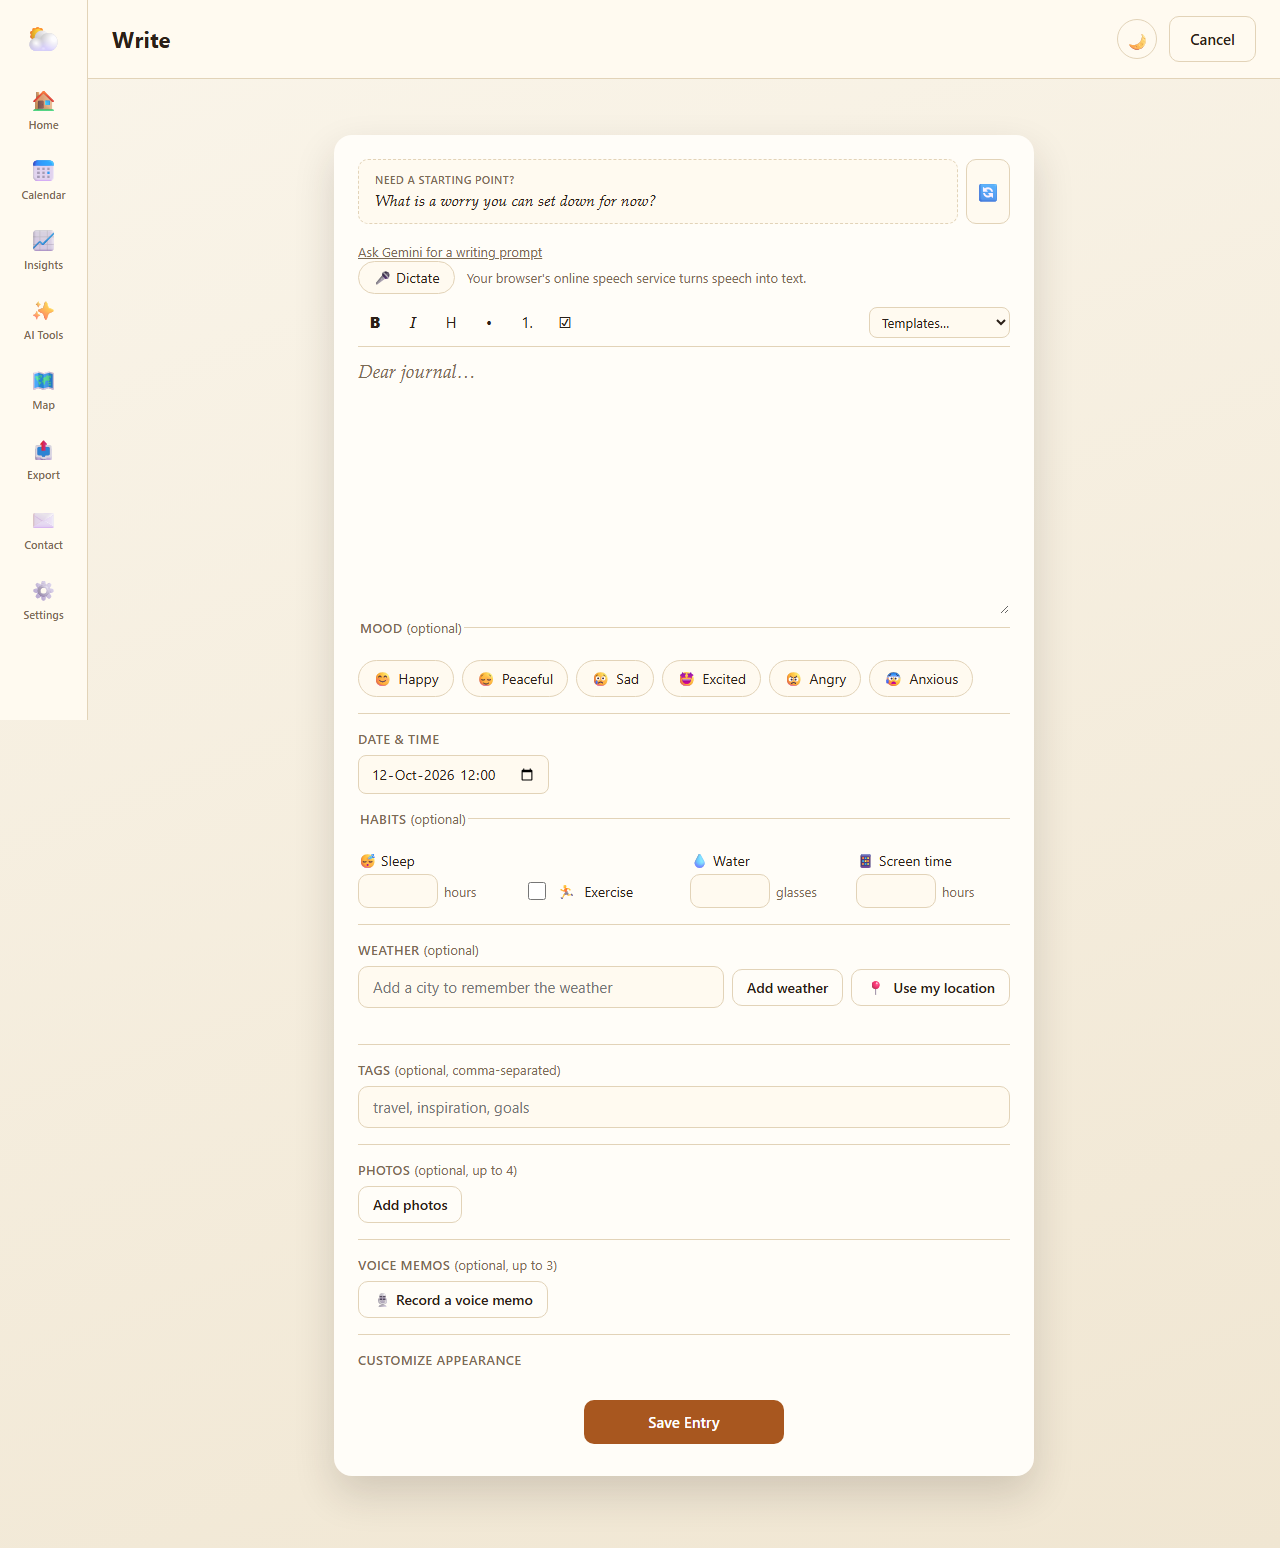 Write
Cancel
Home
Calendar
Insights
AI Tools
Map
Export
Contact
Settings
NEED A STARTING POINT?
What is a worry you can set down for now?
Ask Gemini for a writing prompt
Dictate
Your browser's online speech service turns speech into text.
B I H • 1. ☑ Templates...
Dear journal...
MOOD (optional)
Happy Peaceful Sad Excited Angry Anxious
DATE & TIME
12-Oct-2026 12:00
HABITS (optional)
Sleep Water Screen time
hours Exercise glasses hours
WEATHER (optional)
Add a city to remember the weather Add weather Use my location
TAGS (optional, comma-separated)
travel, inspiration, goals
PHOTOS (optional, up to 4)
Add photos
VOICE MEMOS (optional, up to 3)
Record a voice memo
CUSTOMIZE APPEARANCE
Save Entry